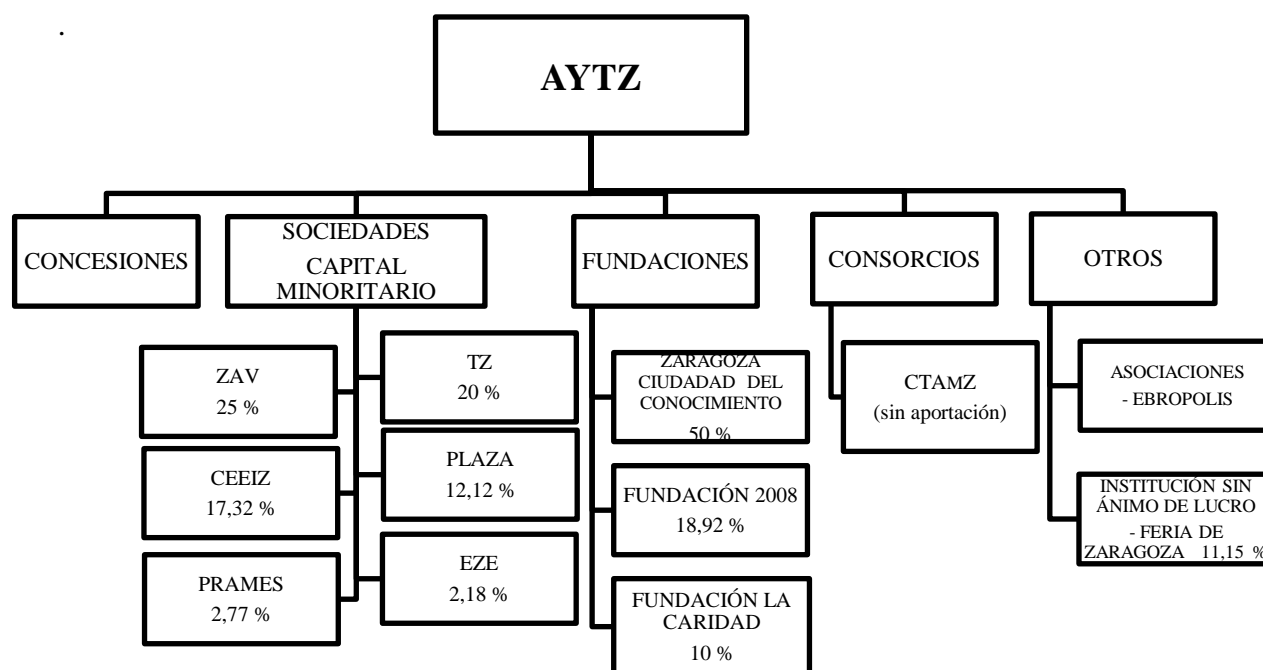 .
AYTZ
CONCESIONES
SOCIEDADES
CAPITAL
MINORITARIO
FUNDACIONES
CONSORCIOS
OTROS
ZAV
25 %
TZ
20 %
CEEIZ
17,32 %
PLAZA
12,12 %
PRAMES
2,77 %
EZE
2,18 %
ZARAGOZA
CIUDADAD DEL
CONOCIMIENTO
50 %
FUNDACIÓN 2008
18,92 %
FUNDACIÓN LA
CARIDAD
10 %
CTAMZ
(sin aportación)
ASOCIACIONES
- EBROPOLIS
INSTITUCIÓN SIN
ÁNIMO DE LUCRO
- FERIA DE
ZARAGOZA 11,15 %